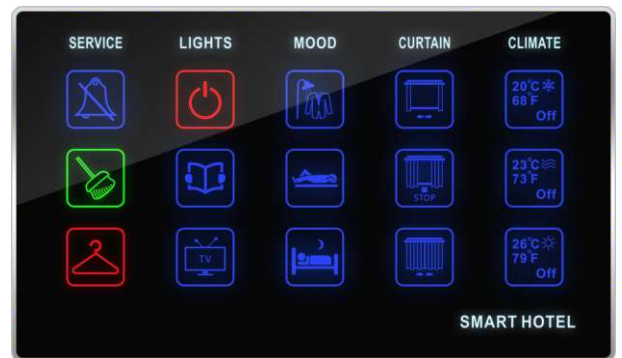 SERVICE LIGHTS MOOD CURTAIN CLIMATE
20°C
68°F
Off
STOP
23°C
73°F
Off
TV
26°C
79°F
Off
SMART HOTEL